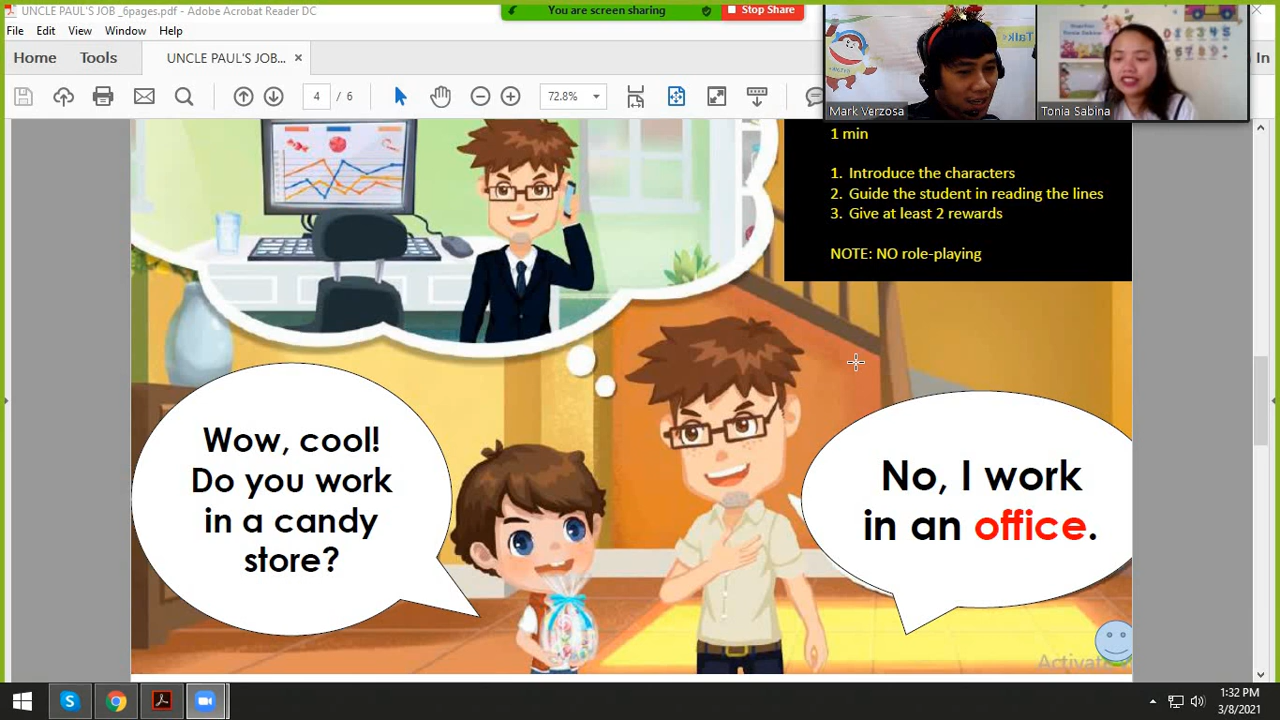 UNCLE PAUL'S JOB _6pages.pdf - Adobe Acrobat Reader DC
You are screen sharing
Stop Share
File Edit View Window Help
Home Tools
UNCLE PAUL'S JOB... ×
In
4 / 6
72.8%
Mark Verzosa
Tonia Sabina
1 min
1. Introduce the characters
2. Guide the student in reading the lines
3. Give at least 2 rewards
NOTE: NO role-playing
Wow, cool!
Do you work
in a candy
store?
No, I work
in an office.
Activate
1:32 PM
3/8/2021